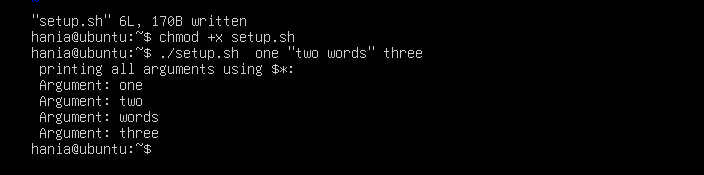 "setup.sh" 6L, 170B written
hania@ubuntu:~$ chmod +x setup.sh
hania@ubuntu:~$ ./setup.sh  one "two words" three
 printing all arguments using $*:
 Argument: one
 Argument: two
 Argument: words
 Argument: three
hania@ubuntu:~$